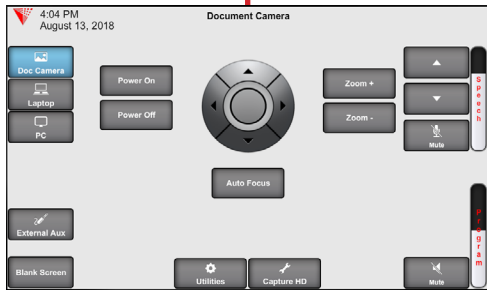 4:04 PM
August 13, 2018
Document Camera
Doc Camera
Laptop
PC
External Aux
Blank Screen
Power On
Power Off
Auto Focus
Zoom +
Zoom -
Mute
Speech
Program
Mute
Utilities
Capture HD